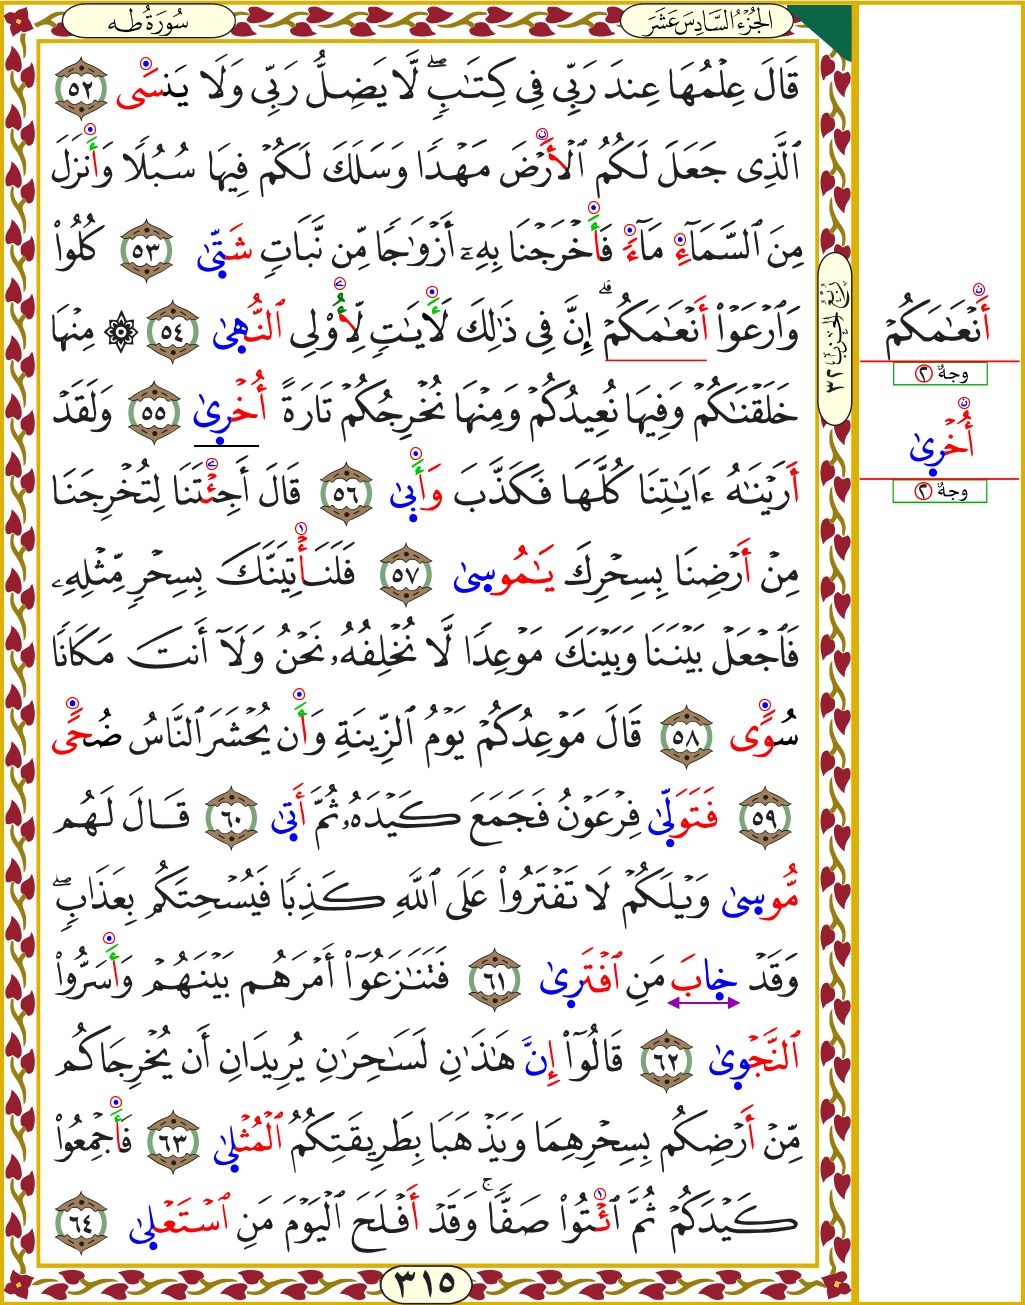 سُورَةُ طه
الجُزْءُ السَّادِسَ عَشَرَ
قَالَ عِلْمُهَا عِندَ رَبِّى فِى كِتَٰبٍۖ لَّا يَضِلُّ رَبِّى وَلَا يَنسَى ٥٢
ٱلَّذِى جَعَلَ لَكُمُ ٱلْأَرْضَ مَهْدًا وَسَلَكَ لَكُمْ فِيهَا سُبُلًا وَأَنزَلَ
مِنَ ٱلسَّمَآءِ مَآءً فَأَخْرَجْنَا بِهِۦٓ أَزْوَٰجًا مِّن نَّبَاتٍ شَتَّىٰ ٥٣ كُلُوا۟
وَٱرْعَوْا۟ أَنْعَٰمَكُمْۗ إِنَّ فِى ذَٰلِكَ لَأَيَٰتٍ لِّأُو۟لِى ٱلنُّهَىٰ ٥٤ ۞ مِنْهَا
خَلَقْنَٰكُمْ وَفِيهَا نُعِيدُكُمْ وَمِنْهَا نُخْرِجُكُمْ تَارَةً أُخْرَىٰ ٥٥ وَلَقَدْ
أَرَيْنَٰهُ ءَايَٰتِنَا كُلَّهَا فَكَذَّبَ وَأَبَىٰ ٥٦ قَالَ أَجِئْتَنَا لِتُخْرِجَنَا
مِنْ أَرْضِنَا بِسِحْرِكَ يَٰمُوسَىٰ ٥٧ فَلَنَأْتِيَنَّكَ بِسِحْرٍ مِّثْلِهِۦ
فَٱجْعَلْ بَيْنَنَا وَبَيْنَكَ مَوْعِدًا لَّا نُخْلِفُهُۥ نَحْنُ وَلَآ أَنتَ مَكَانًا
سُوًى ٥٨ قَالَ مَوْعِدُكُمْ يَوْمُ ٱلزِّينَةِ وَأَن يُحْشَرَ ٱلنَّاسُ ضُحًى
٥٩ فَتَوَلَّىٰ فِرْعَوْنُ فَجَمَعَ كَيْدَهُۥ ثُمَّ أَتَىٰ ٦٠ قَالَ لَهُم
مُّوسَىٰ وَيْلَكُمْ لَا تَفْتَرُوا۟ عَلَى ٱللَّهِ كَذِبًا فَيُسْحِتَكُم بِعَذَابٍۖ
وَقَدْ خَابَ مَنِ ٱفْتَرَىٰ ٦١ فَتَنَٰزَعُوٓا۟ أَمْرَهُم بَيْنَهُمْ وَأَسَرُّوا۟
ٱلنَّجْوَىٰ ٦٢ قَالُوٓا۟ إِنَّ هَٰذَٰنِ لَسَٰحِرَٰنِ يُرِيدَانِ أَن يُخْرِجَاكُم
مِّنْ أَرْضِكُم بِسِحْرِهِمَا وَيَذْهَبَا بِطَرِيقَتِكُمُ ٱلْمُثْلَىٰ ٦٣ فَأَجْمِعُوا۟
كَيْدَكُمْ ثُمَّ ٱئْتُوا۟ صَفًّاۚ وَقَدْ أَفْلَحَ ٱلْيَوْمَ مَنِ ٱسْتَعْلَىٰ ٦٤
٣١٥
رُبُعُ الحِزْب ٣٢
أَنْعَٰمَكُمْ
وجهٌ ٢
أُخْرَىٰ
وجهٌ ٢